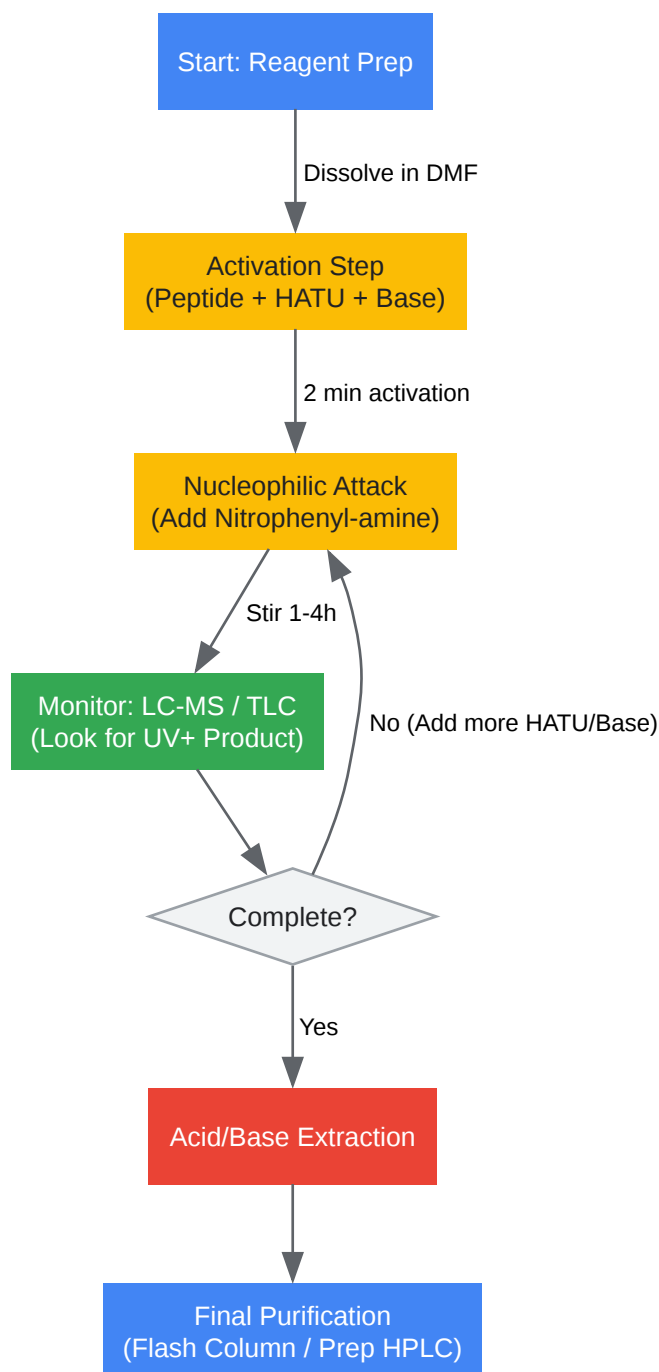 Start: Reagent Prep
Dissolve in DMF
Activation Step
(Peptide + HATU + Base)
2 min activation
Nucleophilic Attack
(Add Nitrophenyl-amine)
Stir 1-4h
Monitor: LC-MS / TLC
(Look for UV+ Product)
No (Add more HATU/Base)
Complete?
Yes
Acid/Base Extraction
Final Purification
(Flash Column / Prep HPLC)